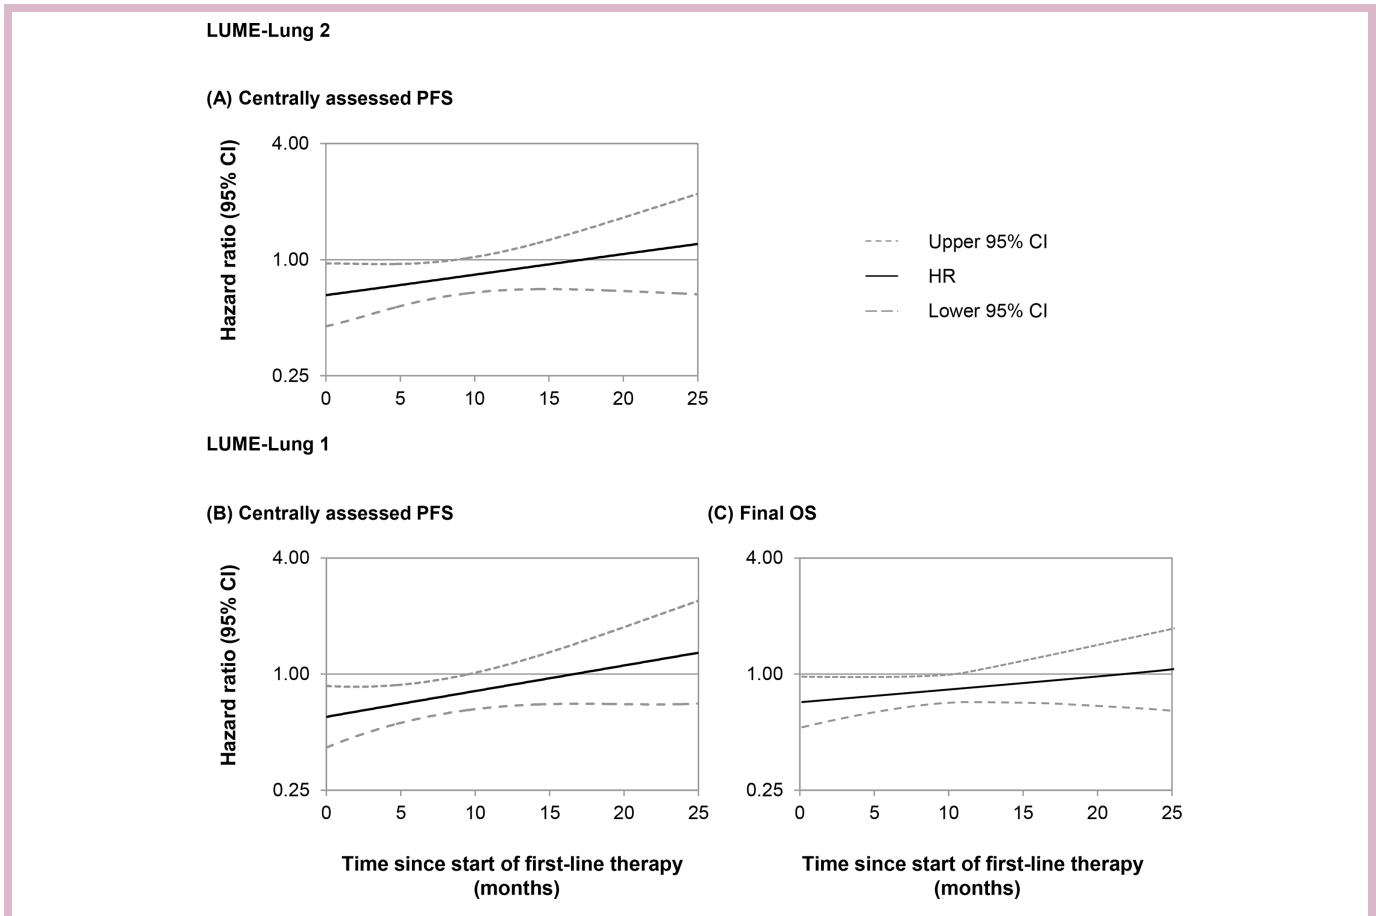 LUME-Lung 2
(A) Centrally assessed PFS
Hazard ratio (95% CI)
4.00
1.00
0.25
0 5 10 15 20 25
Upper 95% CI
HR
Lower 95% CI
LUME-Lung 1
(B) Centrally assessed PFS
Hazard ratio (95% CI)
4.00
1.00
0.25
0 5 10 15 20 25
Time since start of first-line therapy
(months)
(C) Final OS
4.00
1.00
0.25
0 5 10 15 20 25
Time since start of first-line therapy
(months)